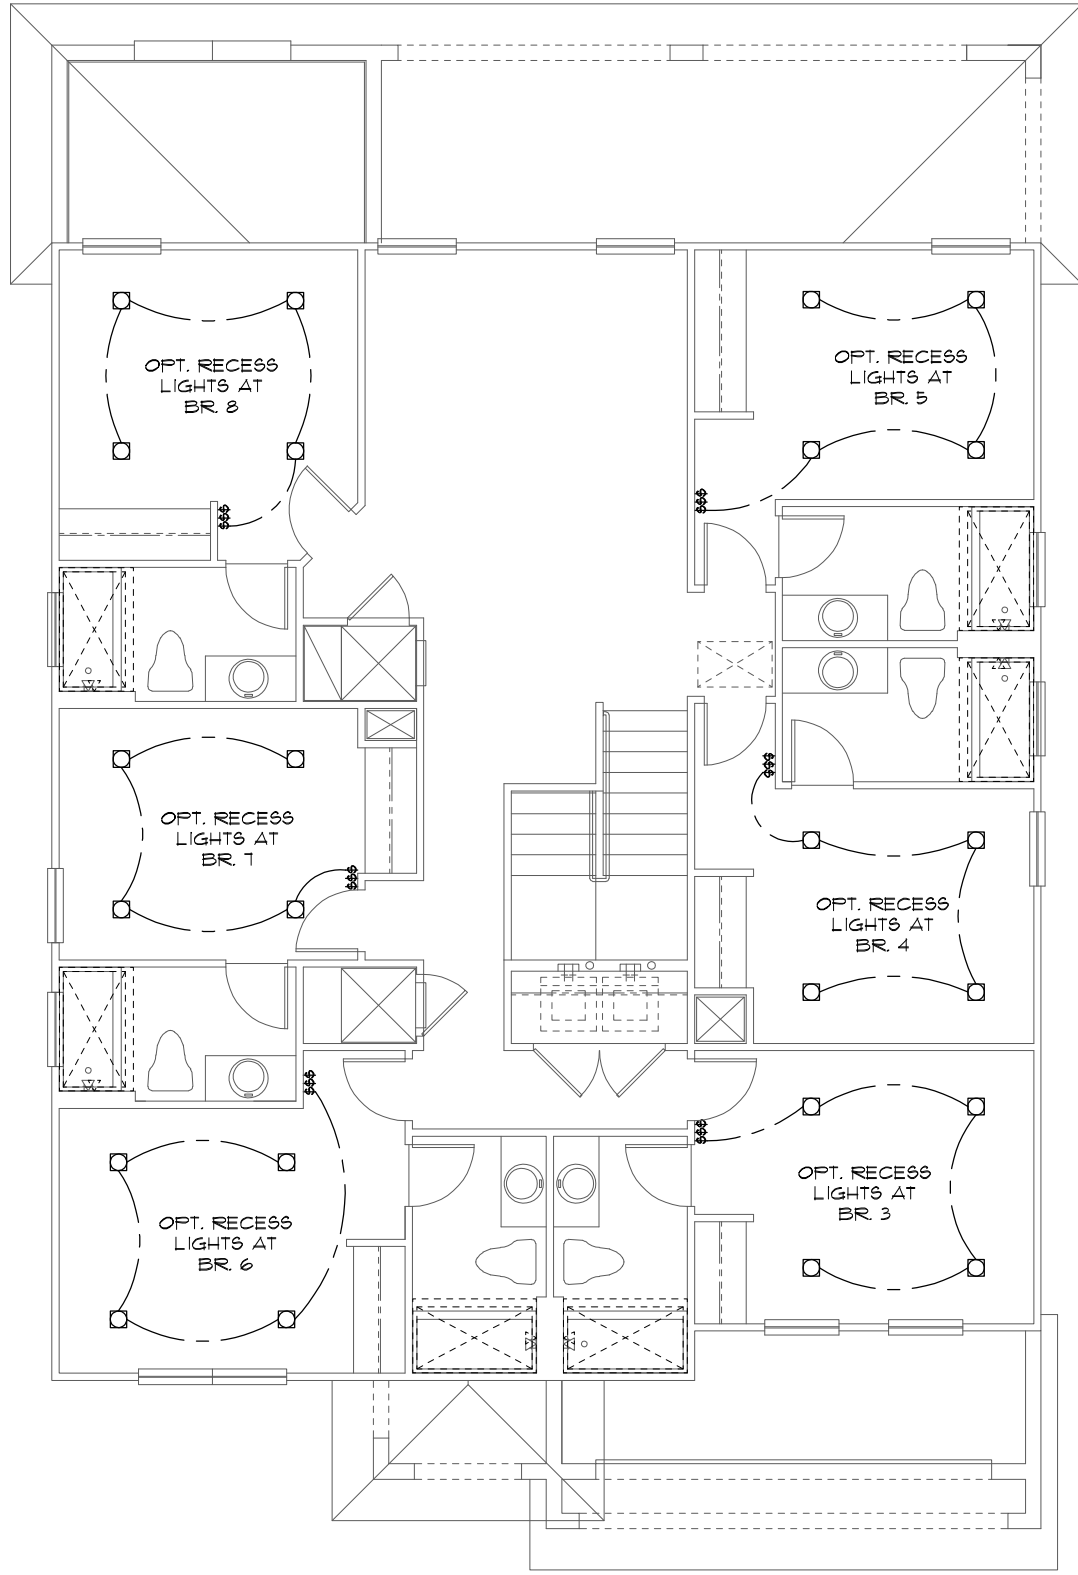 OPT. RECESS
LIGHTS AT
BR. 8
OPT. RECESS
LIGHTS AT
BR. 5
$$$
$$$
$$$
OPT. RECESS
LIGHTS AT
BR. 7
$$$
OPT. RECESS
LIGHTS AT
BR. 4
$$$
$$$
OPT. RECESS
LIGHTS AT
BR. 3
OPT. RECESS
LIGHTS AT
BR. 6